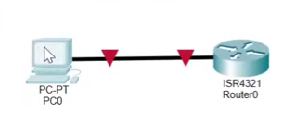 PC-PT
PC0
ISR4321
Router0